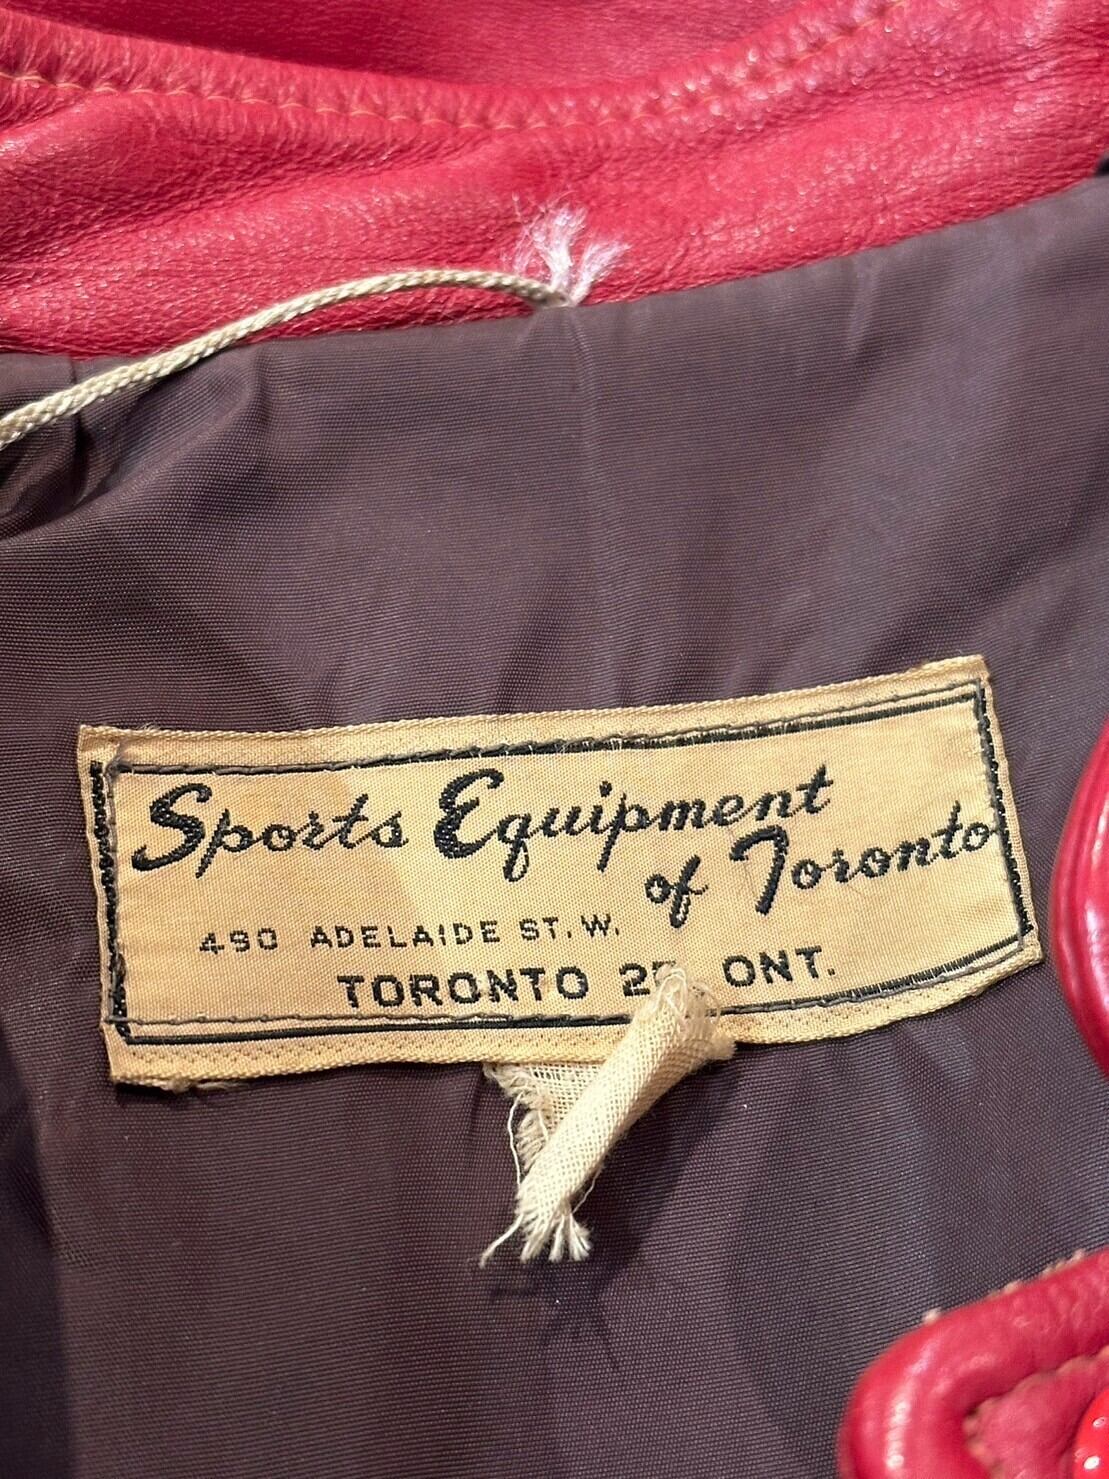 Sports Equipment
of Toronto
490 ADELAIDE ST. W.
TORONTO ONT.